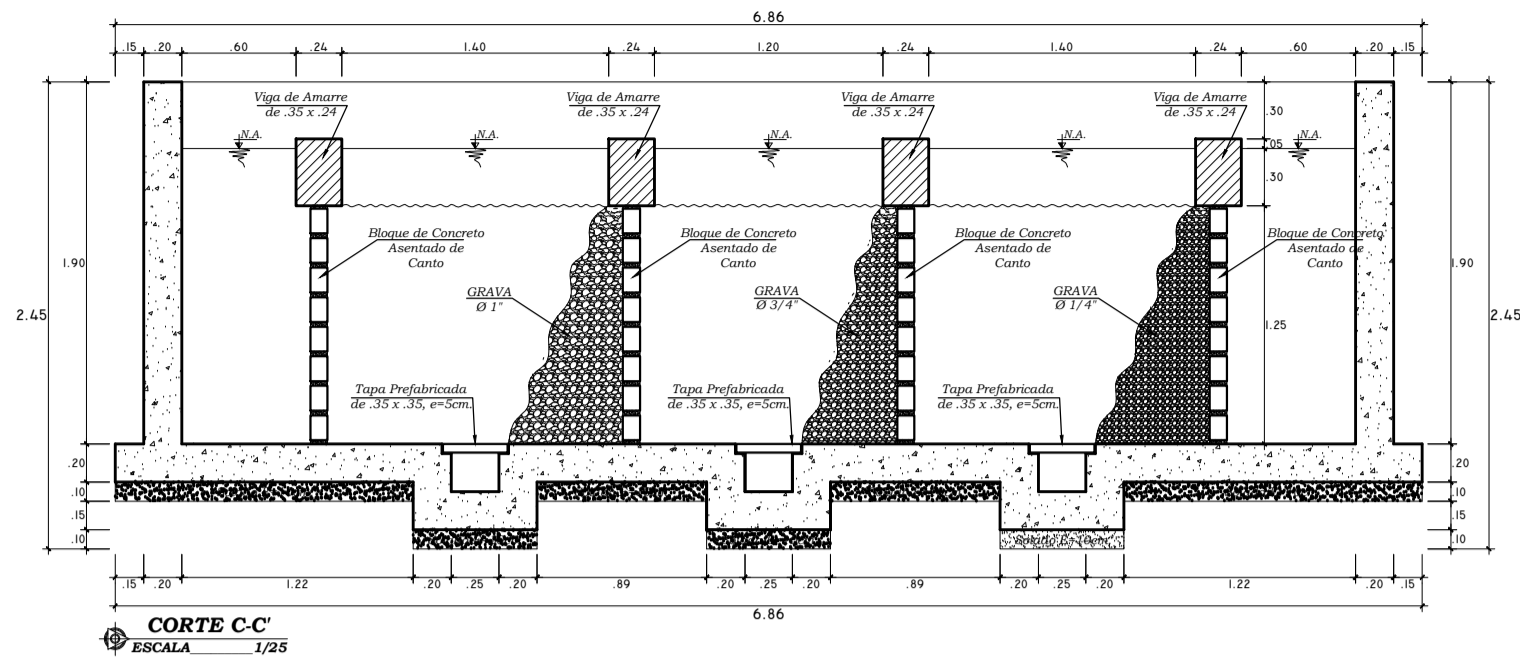 6.86
.15 .20 .60 .24 1.40 .24 1.20 .24 1.40 .24 .60 .20 .15
Viga de Amarre
de .35 x .24
Viga de Amarre
de .35 x .24
Viga de Amarre
de .35 x .24
Viga de Amarre
de .35 x .24
.30
N.A.
N.A.
N.A.
N.A.
N.A.
.05
.30
Bloque de Concreto
Asentado de
Canto
Bloque de Concreto
Asentado de
Canto
Bloque de Concreto
Asentado de
Canto
Bloque de Concreto
Asentado de
Canto
1.90
1.90
GRAVA
Ø 1"
GRAVA
Ø 3/4"
GRAVA
Ø 1/4"
2.45
2.45
1.25
Tapa Prefabricada
de .35 x .35, e=5cm.
Tapa Prefabricada
de .35 x .35, e=5cm.
Tapa Prefabricada
de .35 x .35, e=5cm.
.20
.20
.10
.10
.15
.15
.10
.10
Solado E=10cm
.15 .20 1.22 .20 .25 .20 .89 .20 .25 .20 .89 .20 .25 .20 1.22 .20 .15
6.86
CORTE C-C'
ESCALA________1/25